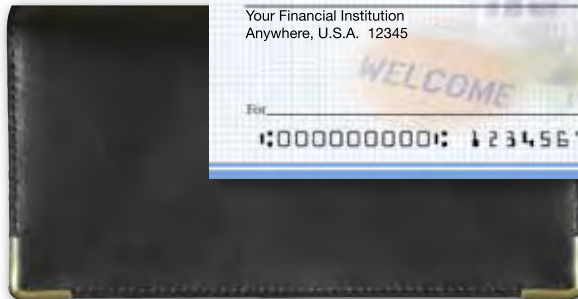 Your Financial Institution
Anywhere, U.S.A. 12345
WELCOME
For
⑆000000000⑆ 123456